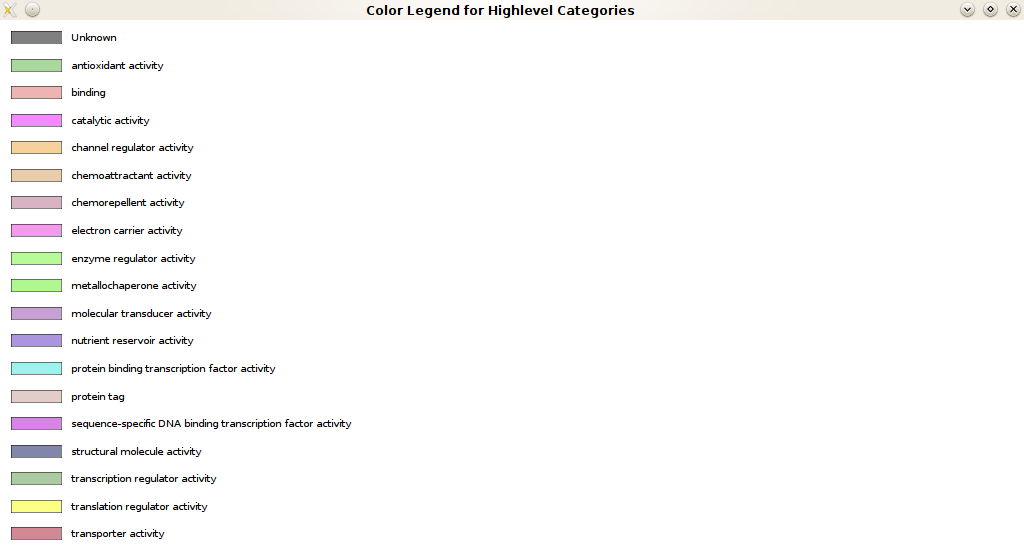 Color Legend for Highlevel Categories
Unknown
antioxidant activity
binding
catalytic activity
channel regulator activity
chemoattractant activity
chemorepellent activity
electron carrier activity
enzyme regulator activity
metallochaperone activity
molecular transducer activity
nutrient reservoir activity
protein binding transcription factor activity
protein tag
sequence-specific DNA binding transcription factor activity
structural molecule activity
transcription regulator activity
translation regulator activity
transporter activity